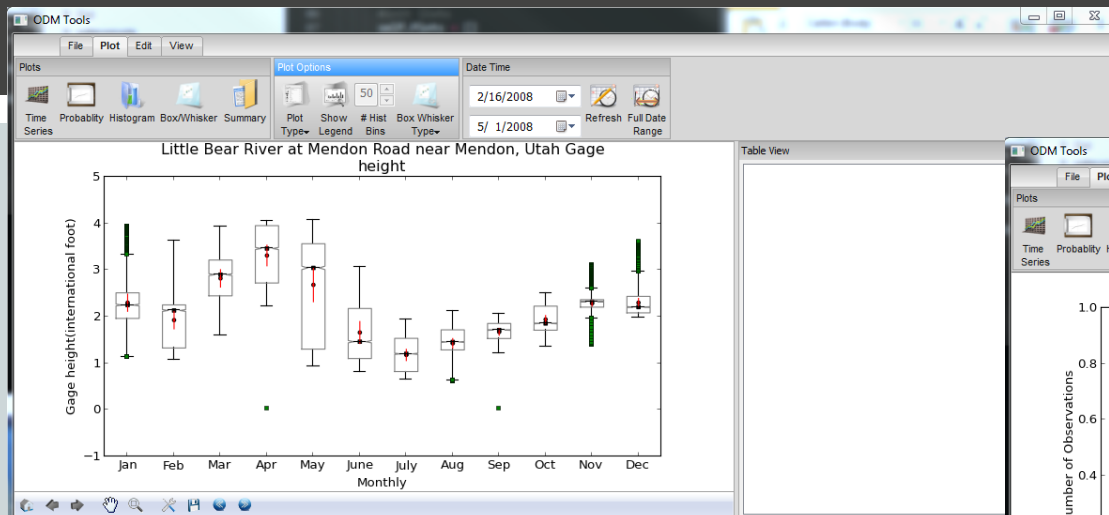 ODM Tools
File Plot Edit View
Plots
Time Series
Probablity
Histogram
Box/Whisker
Summary
Plot Options
Plot Type
Show Legend
50
# Hist Bins
Box Whisker Type
Date Time
2/16/2008
5/ 1/2008
Refresh
Full Date Range
Little Bear River at Mendon Road near Mendon, Utah Gage
height
Gage height(international foot)
5
4
3
2
1
0
−1
Jan Feb Mar Apr May June July Aug Sep Oct Nov Dec
Monthly
Table View
ODM Tools
File
Plots
Time Series
Probablity
1.0
0.8
0.6
0.4
Observations